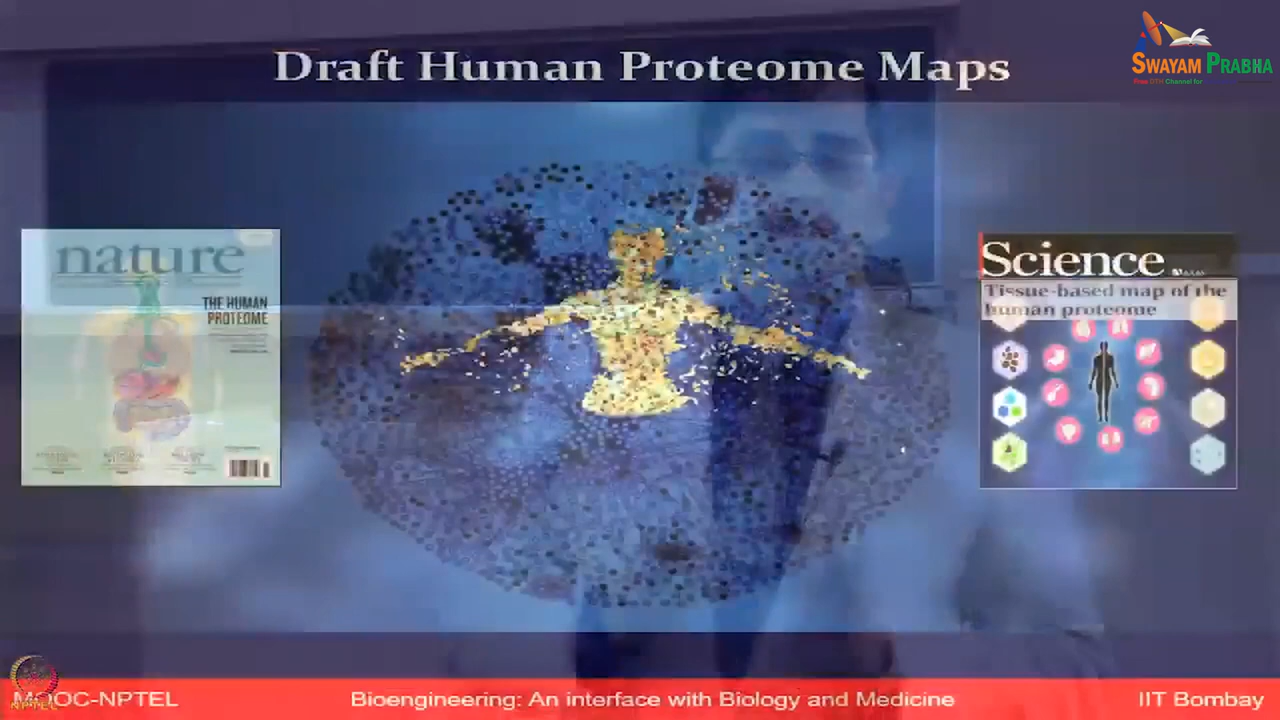 Draft Human Proteome Maps
SWAYAM PRABHA
nature
THE HUMAN
PROTEOME
Science
Tissue-based map of the
human proteome
MOOC-NPTEL
Bioengineering: An interface with Biology and Medicine
IIT Bombay
NPTEL